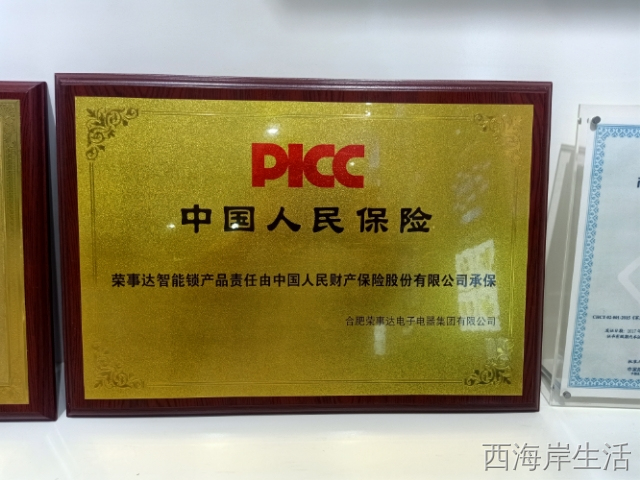 PICC
中国人民保险
荣事达智能锁产品责任由中国人民财产保险股份有限公司承保
合肥荣事达电子电器集团有限公司
西海岸生活